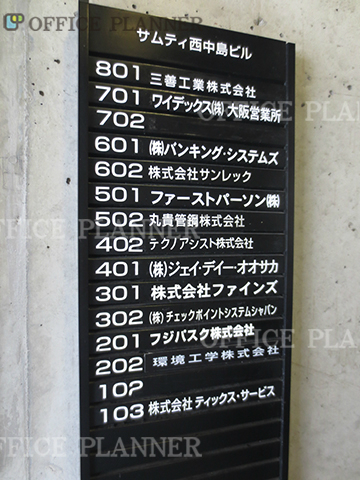 OFFICE PLANNER
サムティ西中島ビル
801 三善工業株式会社
701 ワイデックス㈱大阪営業所
702
601 ㈱バンキング・システムズ
602 株式会社サンレック
501 ファーストパーソン㈱
502 丸貴管鋼株式会社
402 テクノアシスト株式会社
401 ㈱ジェイ・デイー・オオサカ
301 株式会社ファインズ
302 ㈱チェックポイントシステムジャパン
201 フジパスク株式会社
202 環境工学株式会社
102
103 株式会社ティックス・サービス
OFFICE PLANNER